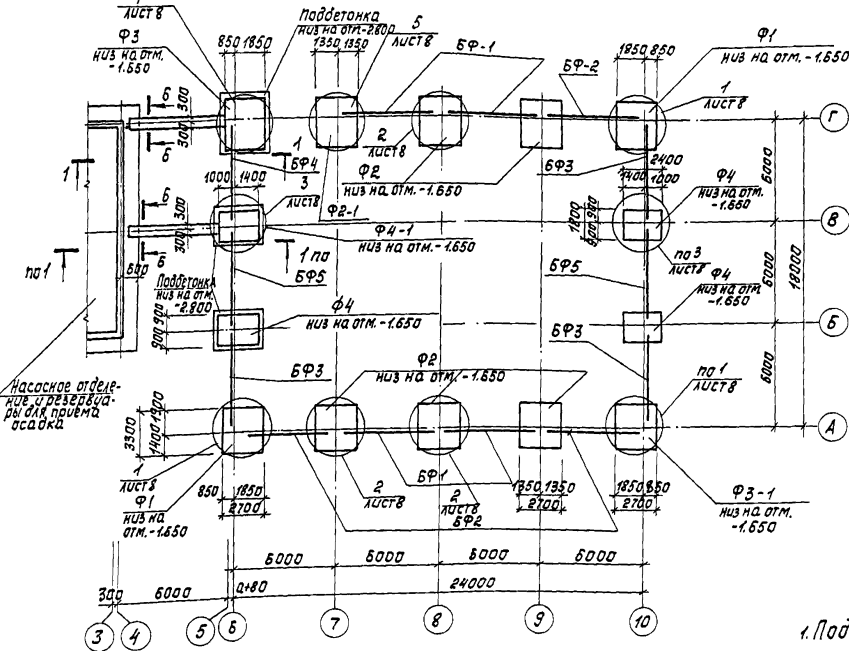 лист 8
Ф3
низ на отм.
-1.650
Подбетонка
низ на отм.-2.800
850 1850
1350 1350
5
лист 8
БФ-1
БФ-2
1850 850
Ф1
низ на отм. -1.650
1
лист 8
Г
Б
300
300
Б
1
1
БФ4
3
лист 8
2
лист 8
Ф2
низ на отм. -1.650
БФ3
2400
1400 1000
Ф4
низ на отм.
-1.650
6000
1000 1400
Б
300
300
Б
Ф2-1
Ф4-1
низ на отм. -1.650
900 900
1800
В
по 1
600
1 по
БФ5
по 3
лист 8
БФ5
Ф4
низ на отм.
-1.650
6000
18000
Подбетонка
низ на отм.
-2.800
900 900
Ф4
низ на отм. -1.650
Б
БФ3
Ф2
низ на отм. -1.650
БФ3
по 1
лист 8
6000
Насосное отделе-
ние и резервуа-
ры для приема
осадка
3300
1400 1900
А
1
лист 8
Ф1
низ на
отм.-1.650
850 1850
2700
2
лист 8
БФ1
2
лист 8
БФ2
1350 1350
2700
1850 850
2700
Ф3-1
низ на отм.
-1.650
6000 6000 6000 6000
300 6000 а+80 24000
3 4 5 6 7 8 9 10
1. Под